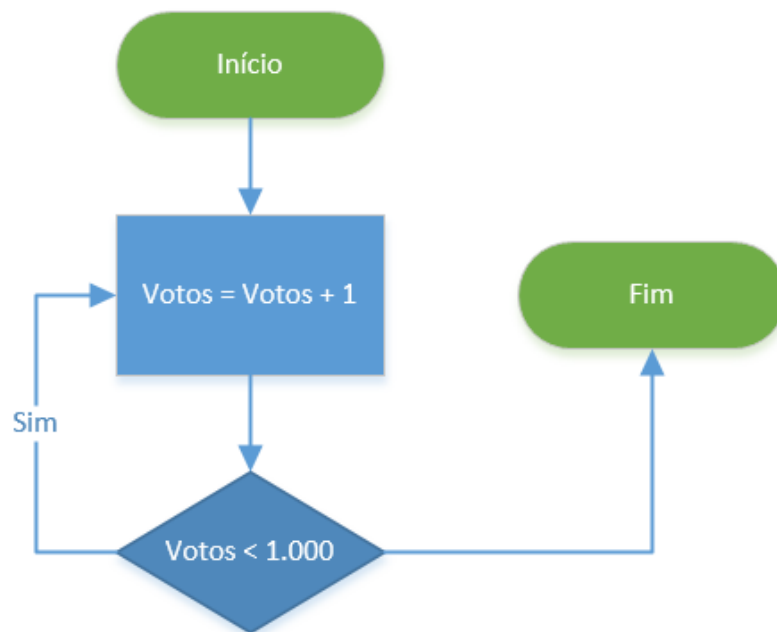 Início
Votos = Votos + 1
Fim
Sim
Votos < 1.000